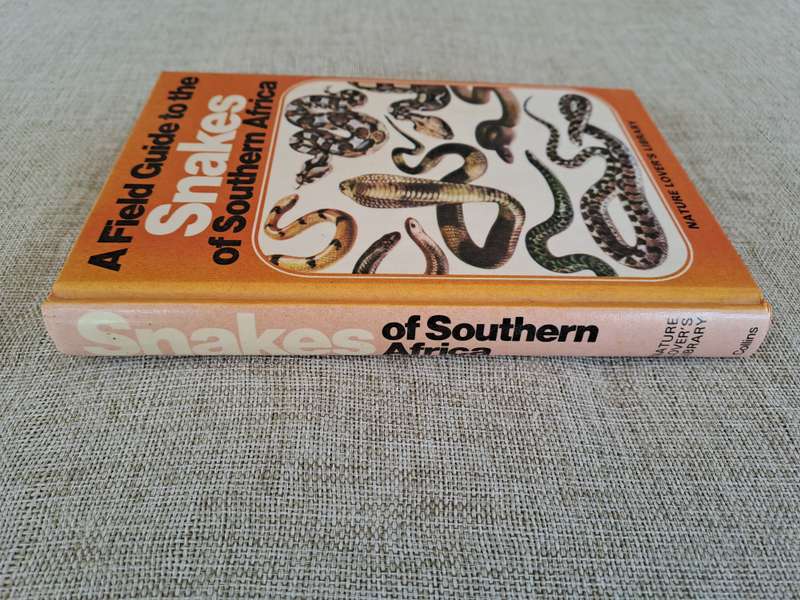 A Field Guide to the
Snakes
of Southern Africa
NATURE LOVER'S LIBRARY
Snakes
of Southern
Africa
NATURE
LOVER'S
LIBRARY
Collins